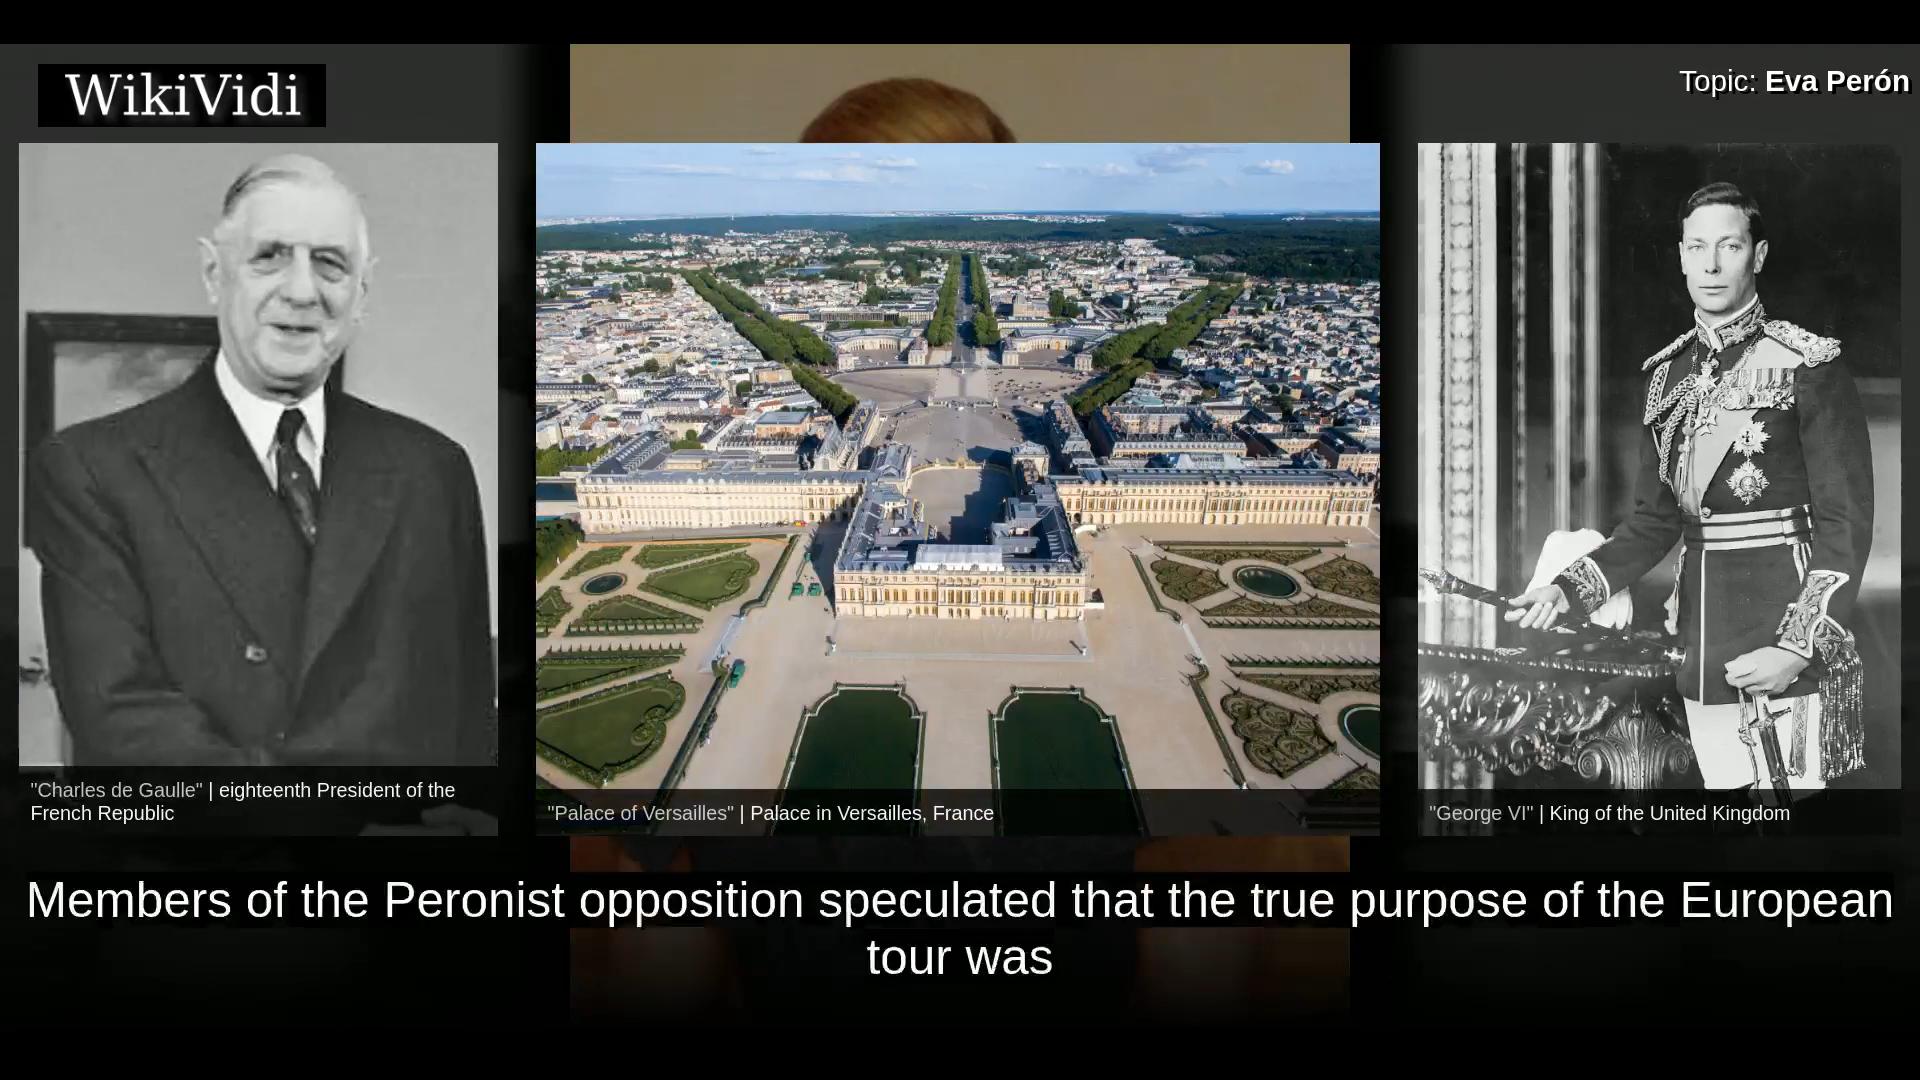 WikiVidi
Topic: Eva Perón
"Charles de Gaulle" | eighteenth President of the
French Republic
"Palace of Versailles" | Palace in Versailles, France
"George VI" | King of the United Kingdom
Members of the Peronist opposition speculated that the true purpose of the European
tour was